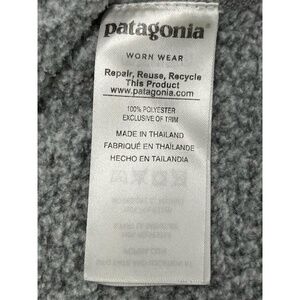 patagonia
WORN WEAR
Repair, Reuse, Recycle
This Product
www.patagonia.com
100% POLYESTER
EXCLUSIVE OF TRIM
MADE IN THAILAND
FABRIQUÉ EN THAÏLANDE
HECHO EN TAILANDIA